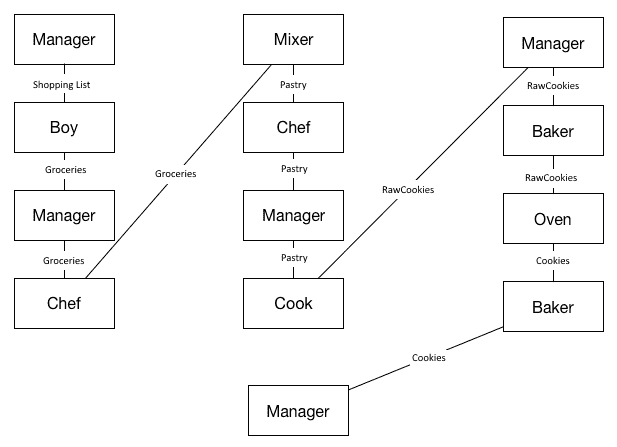 Manager
Shopping List
Boy
Groceries
Manager
Groceries
Chef
Groceries
Mixer
Pastry
Chef
Pastry
Manager
Pastry
Cook
RawCookies
Manager
RawCookies
Baker
RawCookies
Oven
Cookies
Baker
Cookies
Manager